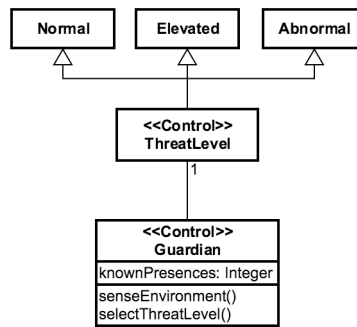 Normal
Elevated
Abnormal
<<Control>>
ThreatLevel
1
<<Control>>
Guardian
knownPresences: Integer
senseEnvironment()
selectThreatLevel()